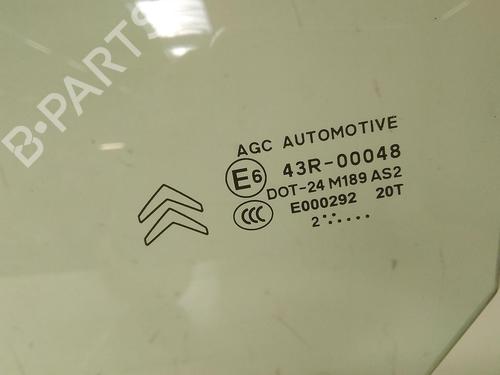 B-PARTS
AGC AUTOMOTIVE
E6 43R-00048
DOT-24 M189 AS2
CCC E000292 20T
2